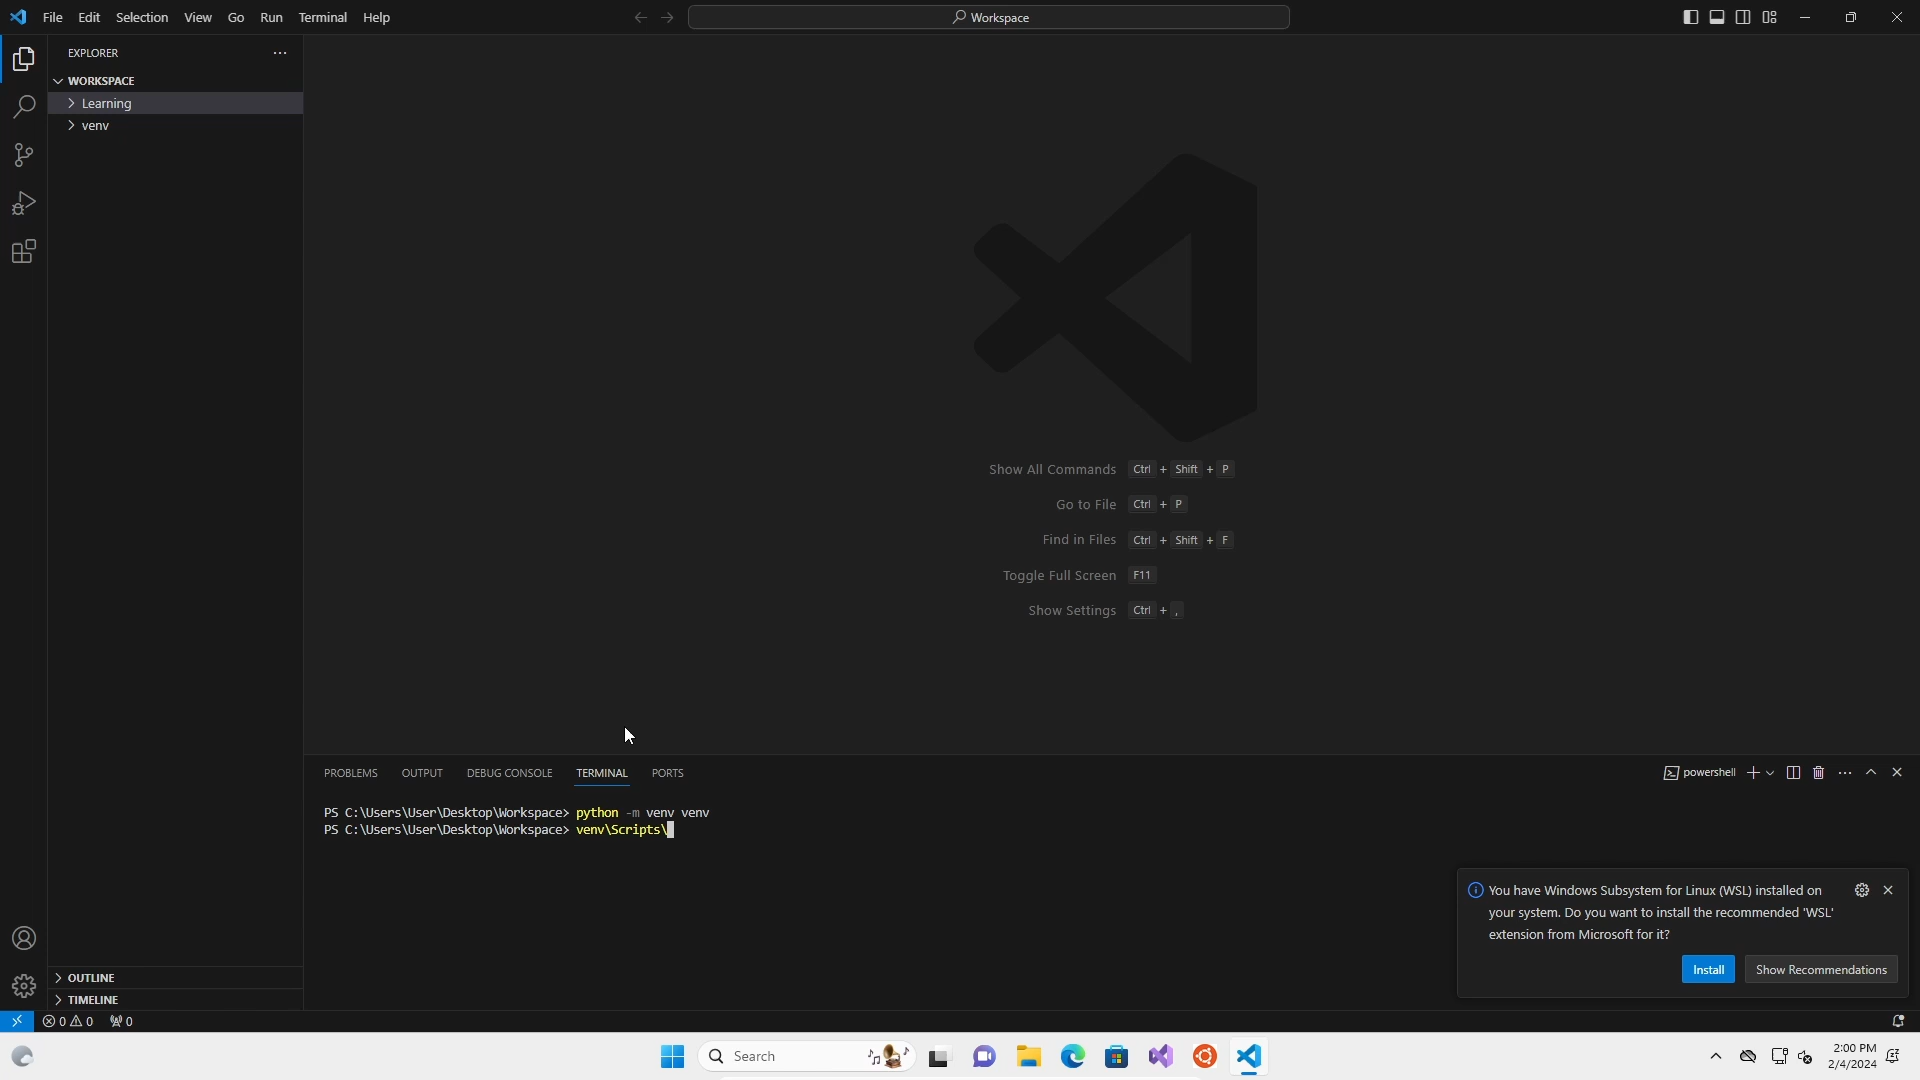 File Edit Selection View Go Run Terminal Help
Workspace
EXPLORER
WORKSPACE
Learning
venv
Show All Commands Ctrl + Shift + P
Go to File Ctrl + P
Find in Files Ctrl + Shift + F
Toggle Full Screen F11
Show Settings Ctrl + ,
PROBLEMS OUTPUT DEBUG CONSOLE TERMINAL PORTS
powershell
PS C:\Users\User\Desktop\Workspace> python -m venv venv
PS C:\Users\User\Desktop\Workspace> venv\Scripts\
You have Windows Subsystem for Linux (WSL) installed on
your system. Do you want to install the recommended 'WSL'
extension from Microsoft for it?
Install Show Recommendations
OUTLINE
TIMELINE
0 0 0
Search
2:00 PM
2/4/2024